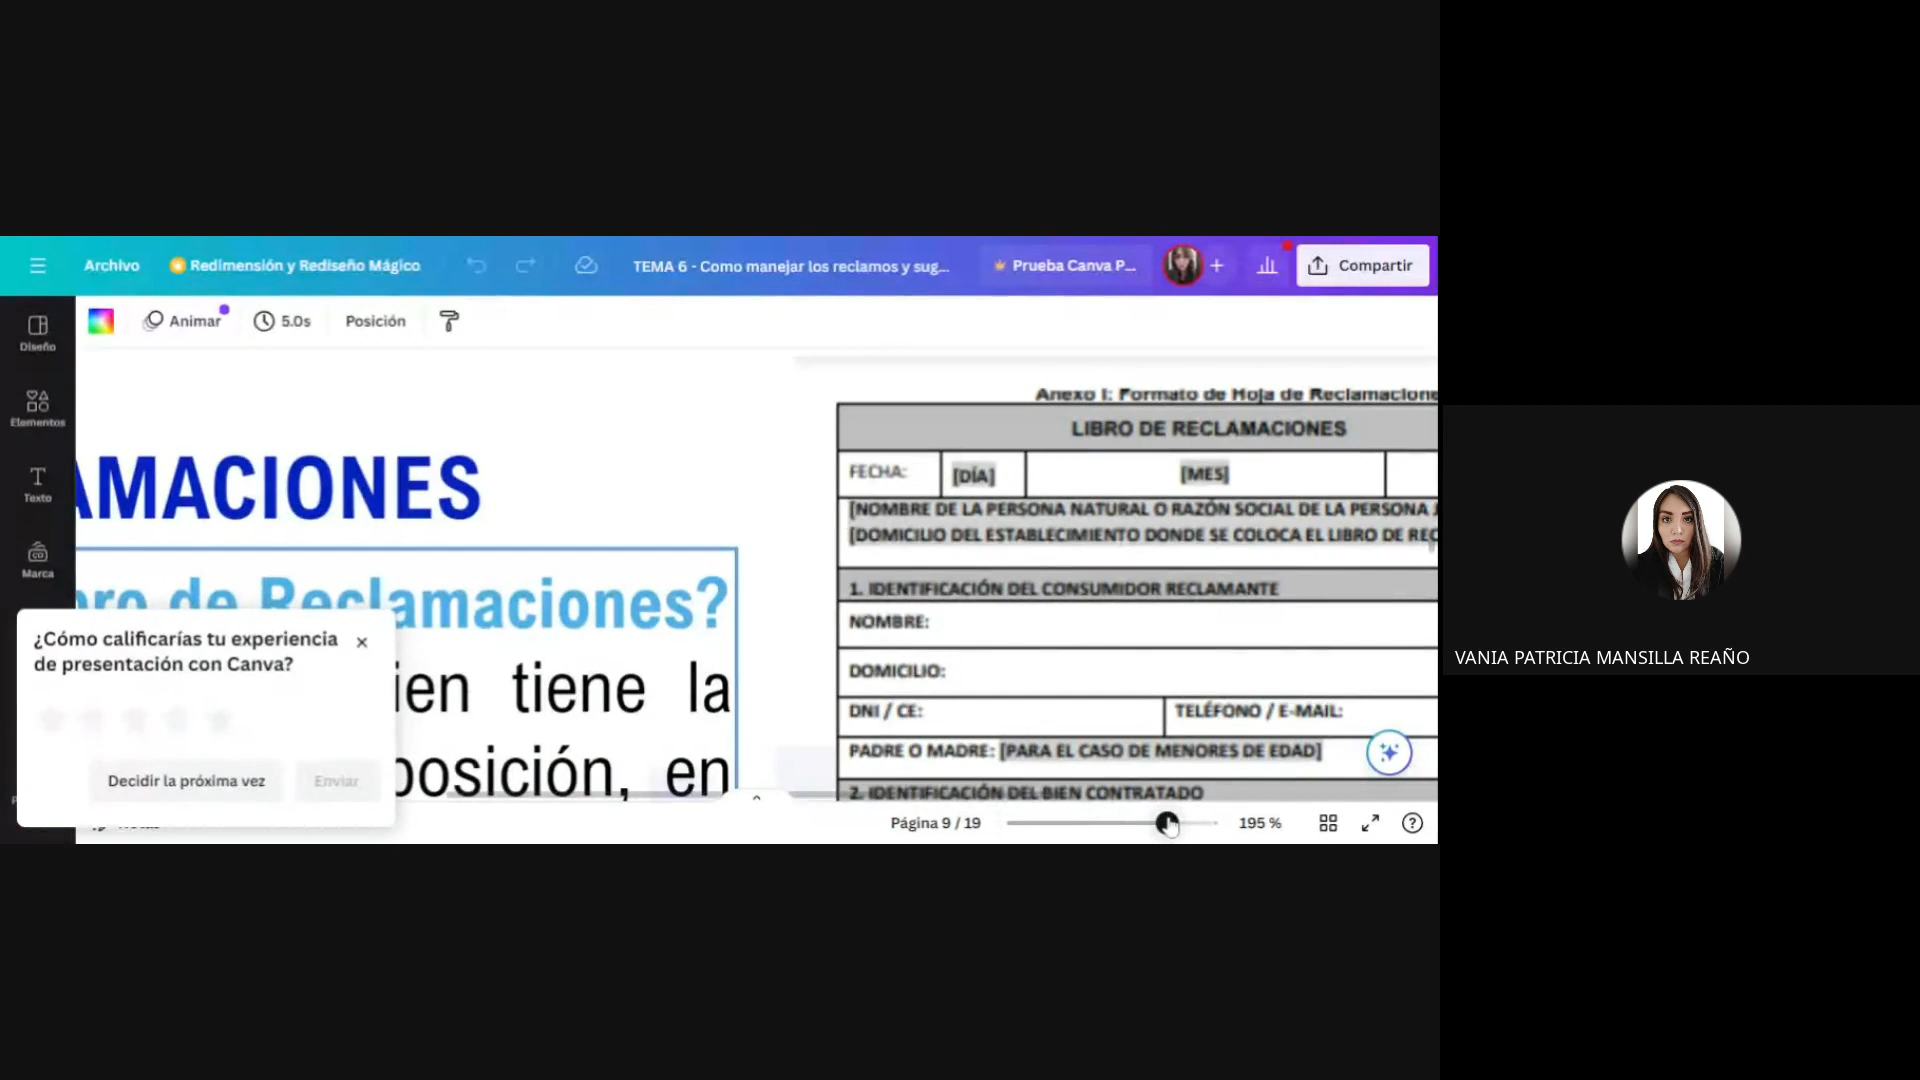 Archivo
Redimensión y Rediseño Mágico
TEMA 6 - Como manejar los reclamos y sug...
Prueba Canva P...
Compartir
Animar
5.0s
Posición
Diseño
Elementos
Texto
Marca
AMACIONES
bro de Reclamaciones?
ien tiene la
posición, en
¿Cómo calificarías tu experiencia
de presentación con Canva?
Decidir la próxima vez
Enviar
Anexo I: Formato de Hoja de Reclamacione
LIBRO DE RECLAMACIONES
FECHA: [DÍA] [MES]
[NOMBRE DE LA PERSONA NATURAL O RAZÓN SOCIAL DE LA PERSONA J
[DOMICILIO DEL ESTABLECIMIENTO DONDE SE COLOCA EL LIBRO DE REC
1. IDENTIFICACIÓN DEL CONSUMIDOR RECLAMANTE
NOMBRE:
DOMICILIO:
DNI / CE: TELÉFONO / E-MAIL:
PADRE O MADRE: [PARA EL CASO DE MENORES DE EDAD]
2. IDENTIFICACIÓN DEL BIEN CONTRATADO
Página 9 / 19
195 %
VANIA PATRICIA MANSILLA REAÑO